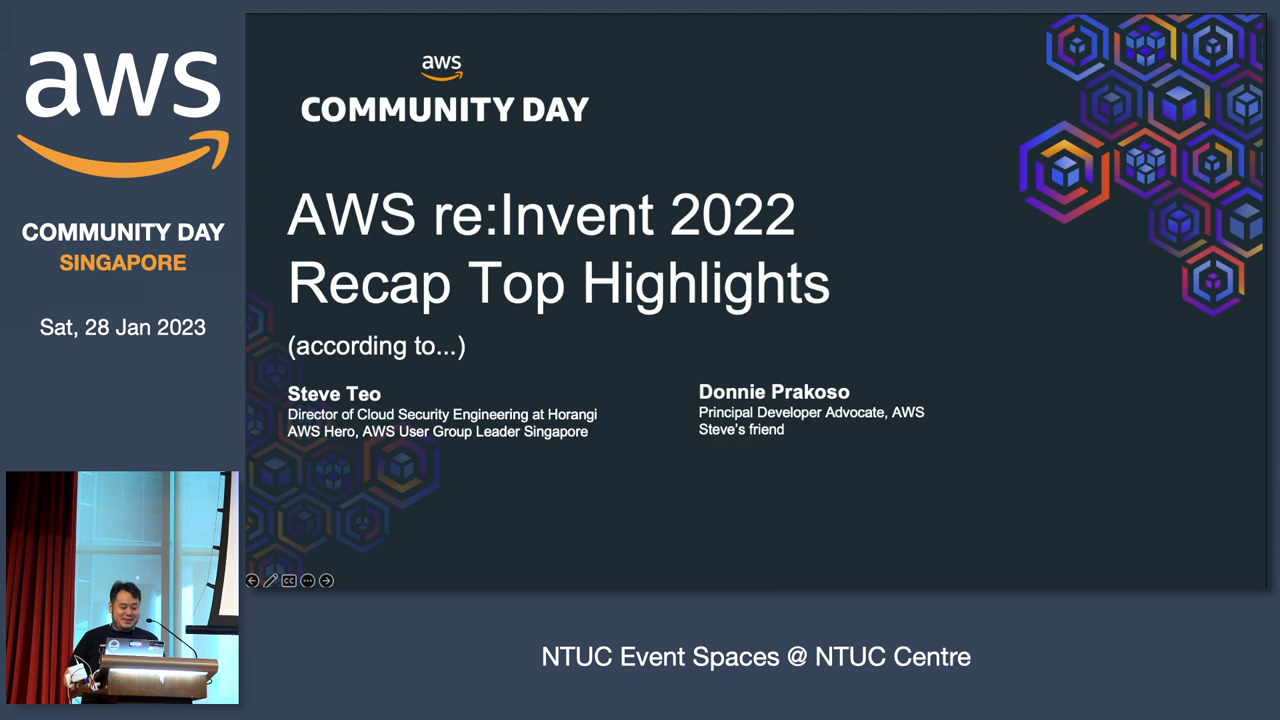 aws
COMMUNITY DAY
SINGAPORE
Sat, 28 Jan 2023
aws
COMMUNITY DAY
AWS re:Invent 2022
Recap Top Highlights
(according to...)
Steve Teo
Director of Cloud Security Engineering at Horangi
AWS Hero, AWS User Group Leader Singapore
Donnie Prakoso
Principal Developer Advocate, AWS
Steve's friend
CC
NTUC Event Spaces @ NTUC Centre